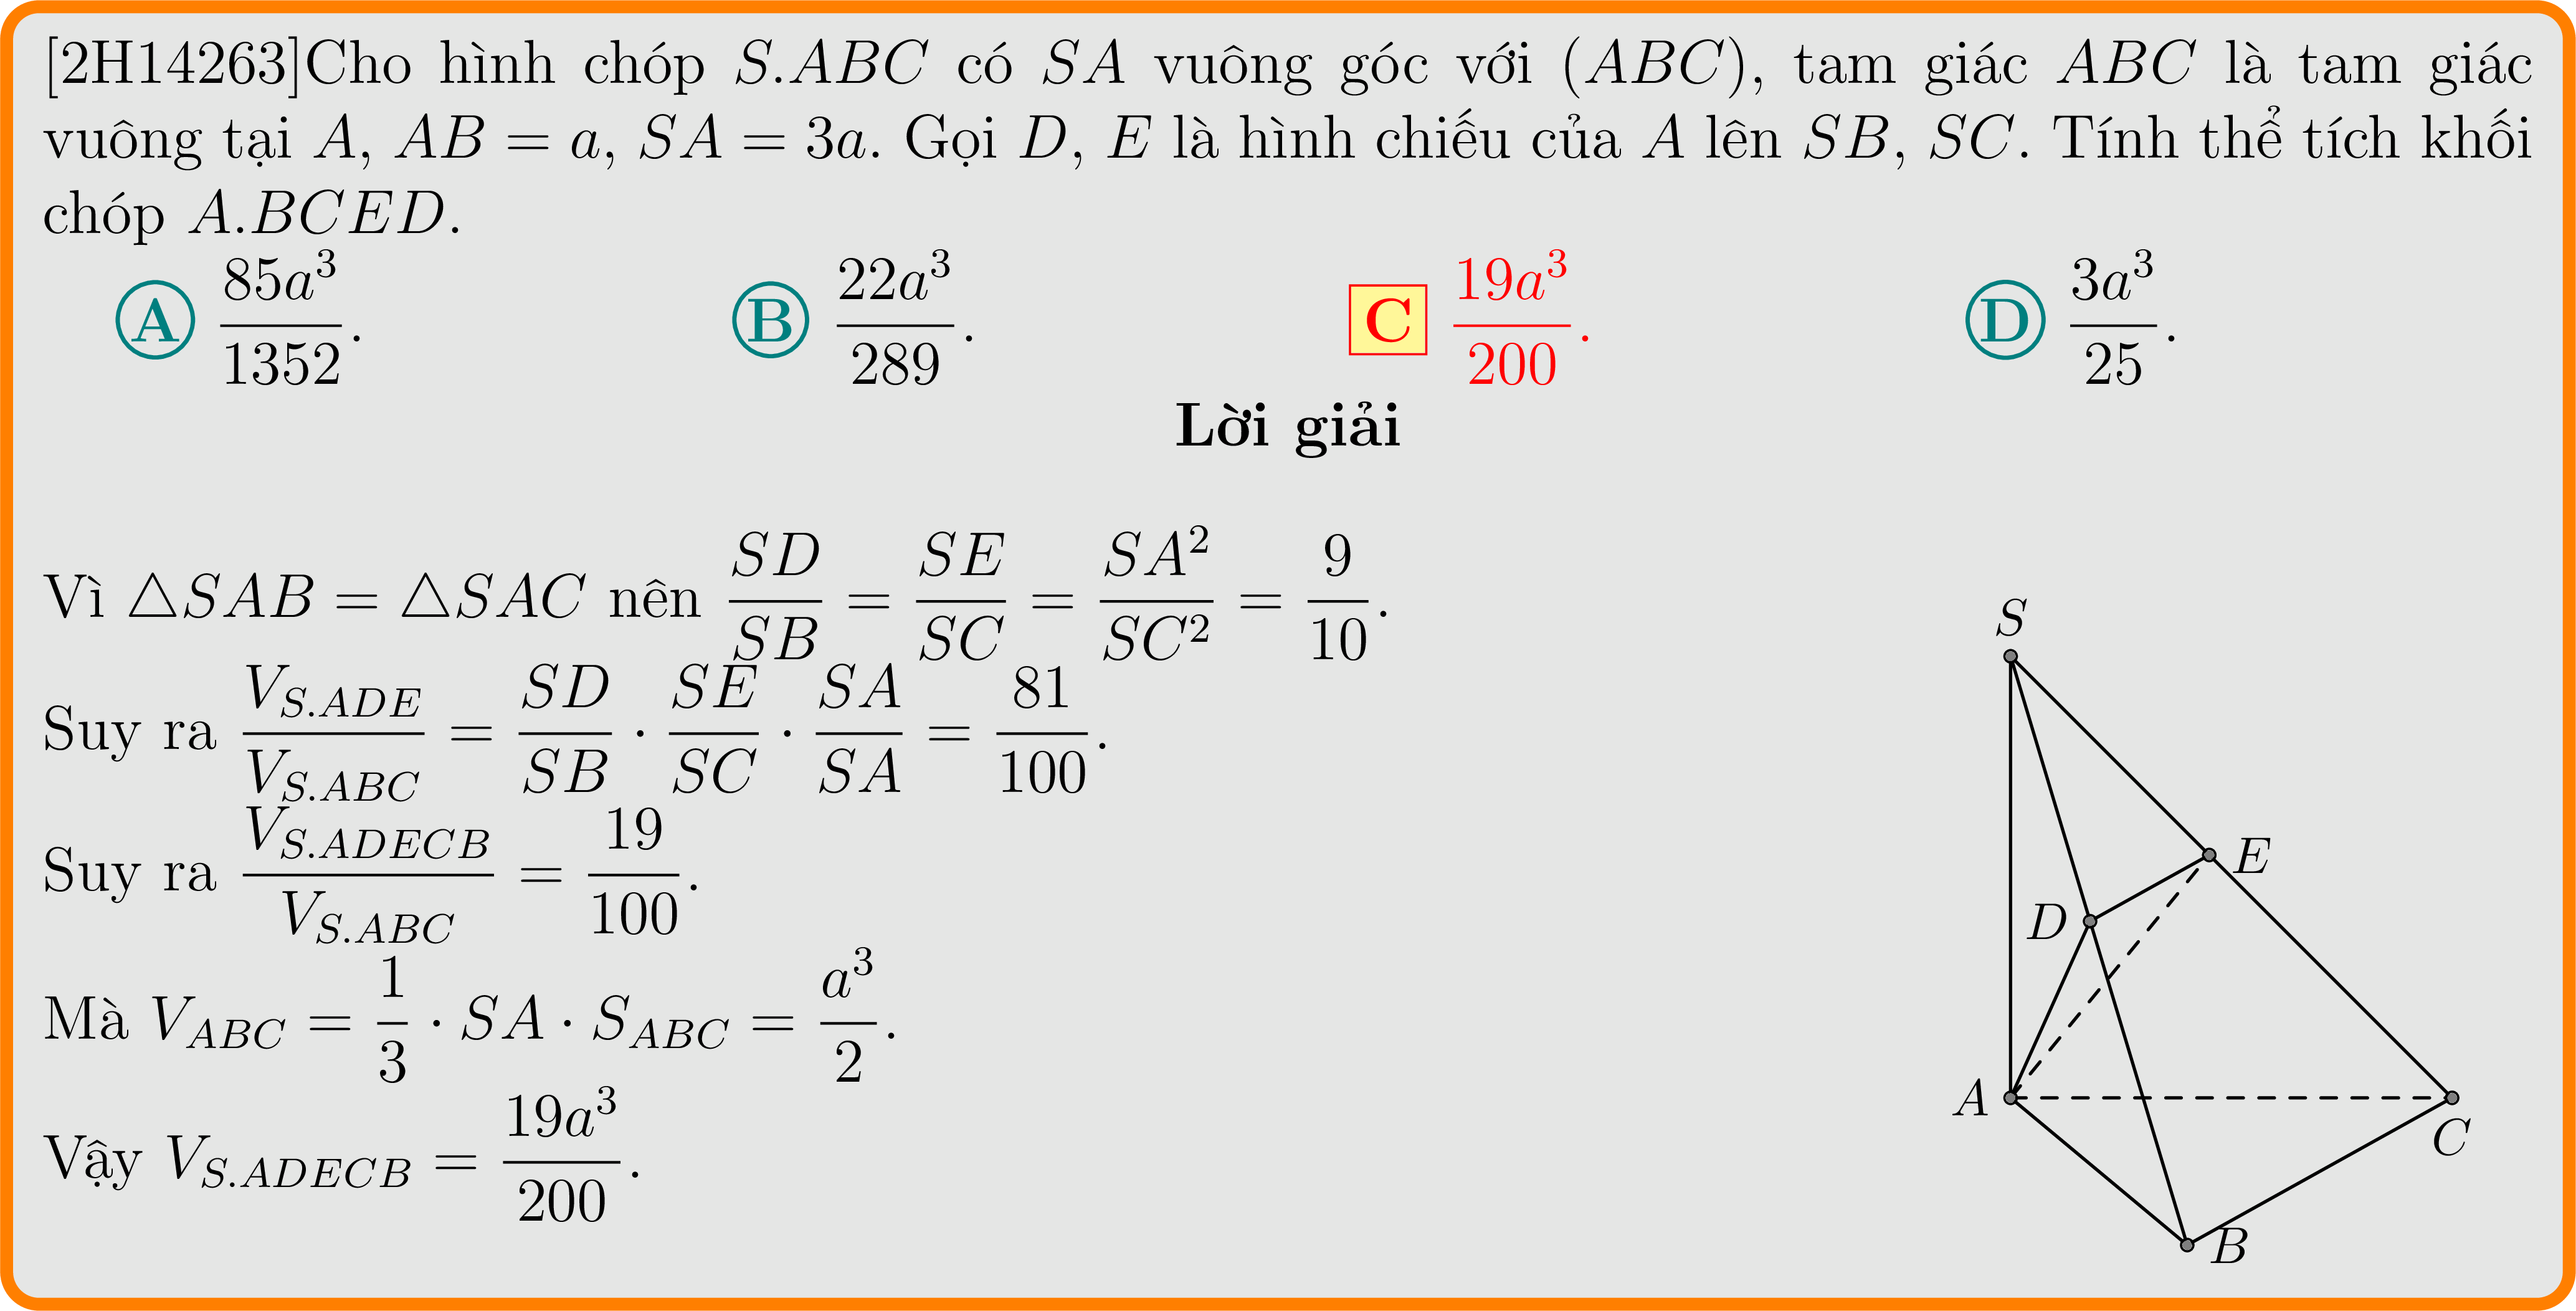 [2H14263]Cho hình chóp S.ABC có SA vuông góc với (ABC), tam giác ABC là tam giác
vuông tại A, AB = a, SA = 3a. Gọi D, E là hình chiếu của A lên SB, SC. Tính thể tích khối
chóp A.BCED.
A $\frac{85a^3}{1352}$. B $\frac{22a^3}{289}$. C $\frac{19a^3}{200}$. D $\frac{3a^3}{25}$.
Lời giải
Vì △SAB = △SAC nên $\frac{SD}{SB} = \frac{SE}{SC} = \frac{SA^2}{SC^2} = \frac{9}{10}$.
Suy ra $\frac{V_{S.ADE}}{V_{S.ABC}} = \frac{SD}{SB} \cdot \frac{SE}{SC} \cdot \frac{SA}{SA} = \frac{81}{100}$.
Suy ra $\frac{V_{S.ADECB}}{V_{S.ABC}} = \frac{19}{100}$.
Mà $V_{ABC} = \frac{1}{3} \cdot SA \cdot S_{ABC} = \frac{a^3}{2}$.
Vậy $V_{S.ADECB} = \frac{19a^3}{200}$.
S
E
D
A
C
B